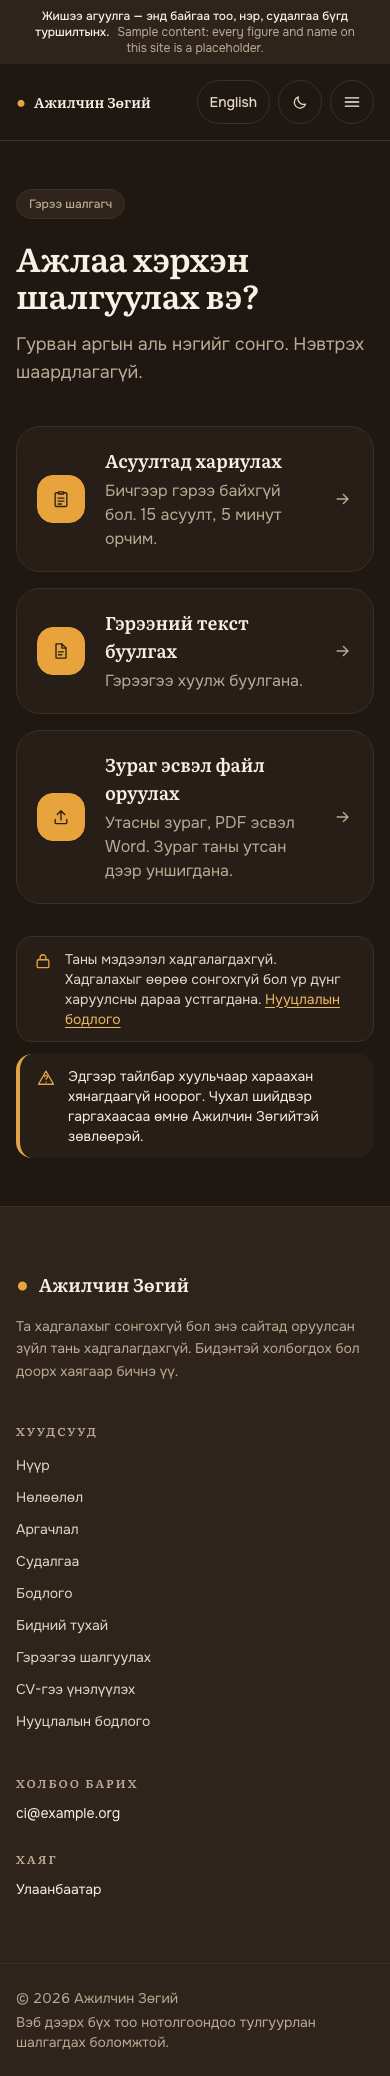 Жишээ агуулга — энд байгаа тоо, нэр, судалгаа бүгд
туршилтынх. Sample content: every figure and name on
this site is a placeholder.
Ажилчин Зөгий
English
Гэрээ шалгагч
Ажлаа хэрхэн
шалгуулах вэ?
Гурван аргын аль нэгийг сонго. Нэвтрэх
шаардлагагүй.
Асуултад хариулах
Бичгээр гэрээ байхгүй
бол. 15 асуулт, 5 минут
орчим.
Гэрээний текст
буулгах
Гэрээгээ хуулж буулгана.
Зураг эсвэл файл
оруулах
Утасны зураг, PDF эсвэл
Word. Зураг таны утсан
дээр уншигдана.
Таны мэдээлэл хадгалагдахгүй.
Хадгалахыг өөрөө сонгохгүй бол үр дүнг
харуулсны дараа устгагдана. Нууцлалын
бодлого
Эдгээр тайлбар хуульчаар хараахан
хянагдаагүй ноорог. Чухал шийдвэр
гаргахаасаа өмнө Ажилчин Зөгийтэй
зөвлөөрэй.
Ажилчин Зөгий
Та хадгалахыг сонгохгүй бол энэ сайтад оруулсан
зүйл тань хадгалагдахгүй. Бидэнтэй холбогдох бол
доорх хаягаар бичнэ үү.
ХУУДСУУД
Нүүр
Нөлөөлөл
Аргачлал
Судалгаа
Бодлого
Бидний тухай
Гэрээгээ шалгуулах
CV-гээ үнэлүүлэх
Нууцлалын бодлого
ХОЛБОО БАРИХ
ci@example.org
ХАЯГ
Улаанбаатар
© 2026 Ажилчин Зөгий
Вэб дээрх бүх тоо нотолгоондоо тулгуурлан
шалгагдах боломжтой.